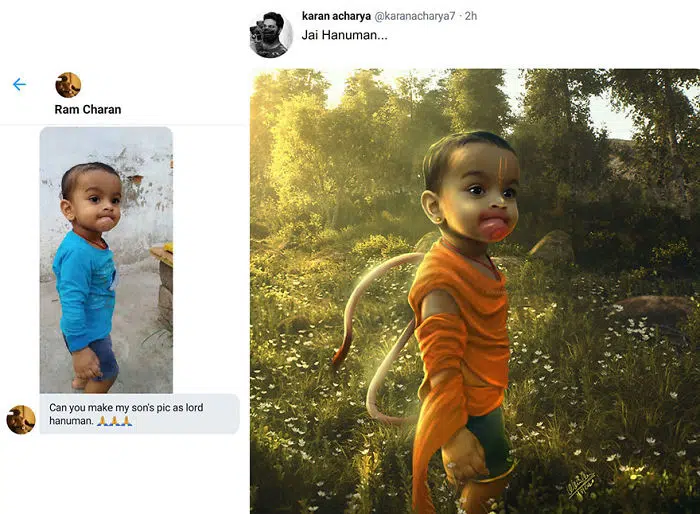 karan acharya @karanacharya7 · 2h
Jai Hanuman...
Ram Charan
Can you make my son's pic as lord
hanuman. 🙏🙏🙏